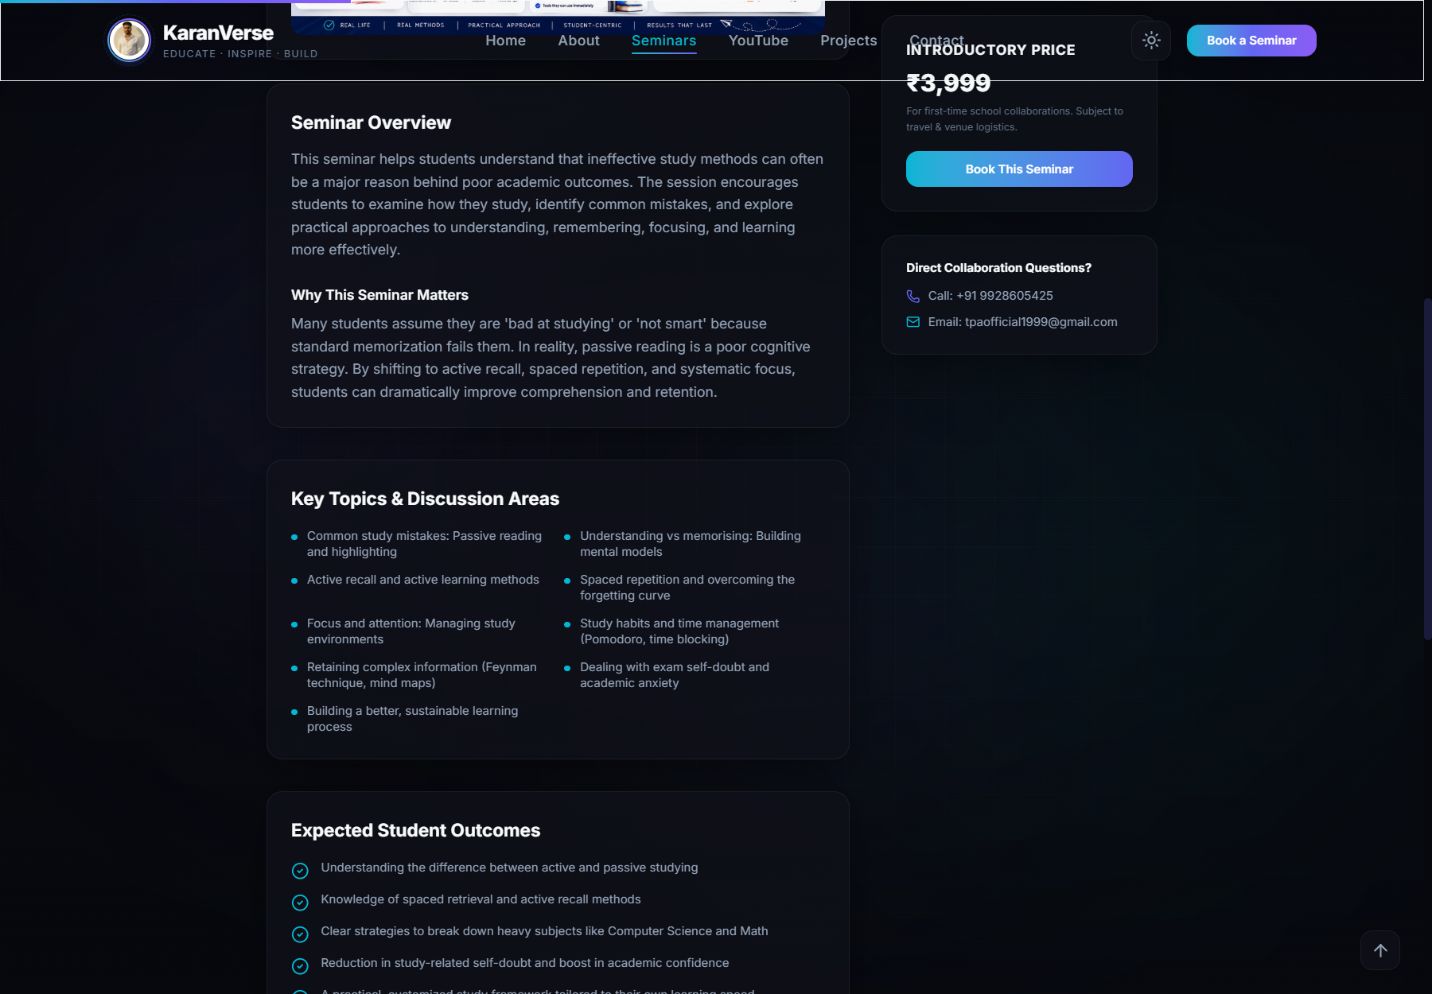 KaranVerse
EDUCATE · INSPIRE · BUILD
REAL LIFE | REAL METHODS | PRACTICAL APPROACH | STUDENT-CENTRIC | RESULTS THAT LAST
Home
About
Seminars
YouTube
Projects
Contact
Book a Seminar
Seminar Overview
This seminar helps students understand that ineffective study methods can often
be a major reason behind poor academic outcomes. The session encourages
students to examine how they study, identify common mistakes, and explore
practical approaches to understanding, remembering, focusing, and learning
more effectively.
Why This Seminar Matters
Many students assume they are 'bad at studying' or 'not smart' because
standard memorization fails them. In reality, passive reading is a poor cognitive
strategy. By shifting to active recall, spaced repetition, and systematic focus,
students can dramatically improve comprehension and retention.
Key Topics & Discussion Areas
Common study mistakes: Passive reading
and highlighting
Understanding vs memorising: Building
mental models
Active recall and active learning methods
Spaced repetition and overcoming the
forgetting curve
Focus and attention: Managing study
environments
Study habits and time management
(Pomodoro, time blocking)
Retaining complex information (Feynman
technique, mind maps)
Dealing with exam self-doubt and
academic anxiety
Building a better, sustainable learning
process
Expected Student Outcomes
Understanding the difference between active and passive studying
Knowledge of spaced retrieval and active recall methods
Clear strategies to break down heavy subjects like Computer Science and Math
Reduction in study-related self-doubt and boost in academic confidence
A practical, customized study framework tailored to their own learning speed
INTRODUCTORY PRICE
₹3,999
For first-time school collaborations. Subject to
travel & venue logistics.
Book This Seminar
Direct Collaboration Questions?
Call: +91 9928605425
Email: tpaofficial1999@gmail.com